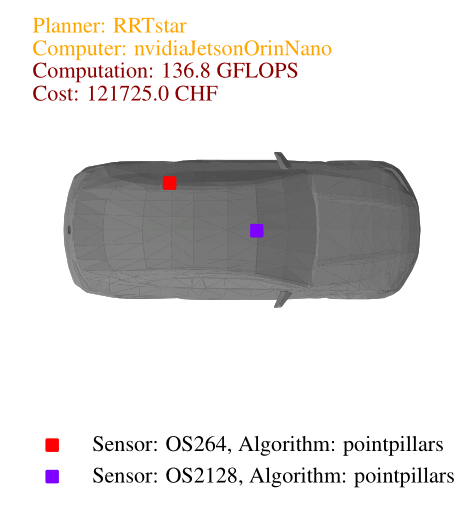 Planner: RRTstar
Computer: nvidiaJetsonOrinNano
Computation: 136.8 GFLOPS
Cost: 121725.0 CHF
Sensor: OS264, Algorithm: pointpillars
Sensor: OS2128, Algorithm: pointpillars